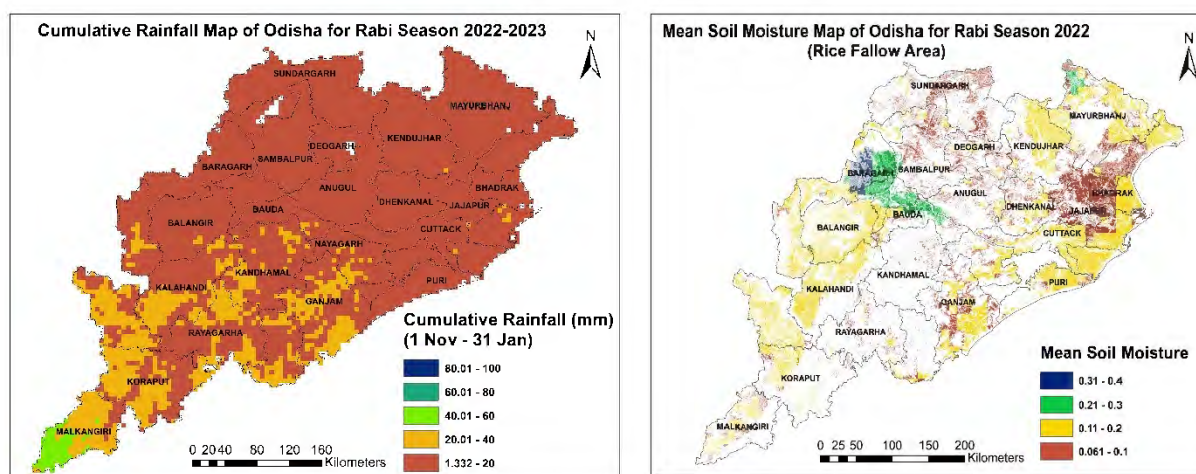 Cumulative Rainfall Map of Odisha for Rabi Season 2022-2023
N
SUNDARGARH
MAYURBHANJ
KENDUJHAR
DEOGARH
SAMBALPUR
BARAGARH
ANUGUL
BHADRAK
DHENKANAL
JAJAPUR
BALANGIR
BAUDA
CUTTACK
NAYAGARH
KANDHAMAL
PURI
KALAHANDI
GANJAM
RAYAGARHA
KORAPUT
MALKANGIRI
Cumulative Rainfall (mm)
(1 Nov - 31 Jan)
80.01 - 100
60.01 - 80
40.01 - 60
20.01 - 40
1.332 - 20
0 20 40 80 120 160
Kilometers
Mean Soil Moisture Map of Odisha for Rabi Season 2022
(Rice Fallow Area)
N
SUNDARGARH
MAYURBHANJ
KENDUJHAR
DEOGARH
BARAGARH
SAMBALPUR
BHADRAK
ANUGUL
DHENKANAL
JAJAPUR
BAUDA
BALANGIR
CUTTACK
KANDHAMAL
PURI
KALAHANDI
GANJAM
RAYAGARHA
KORAPUT
MALKANGIRI
Mean Soil Moisture
0.31 - 0.4
0.21 - 0.3
0.11 - 0.2
0.061 - 0.1
0 25 50 100 150 200
Kilometers